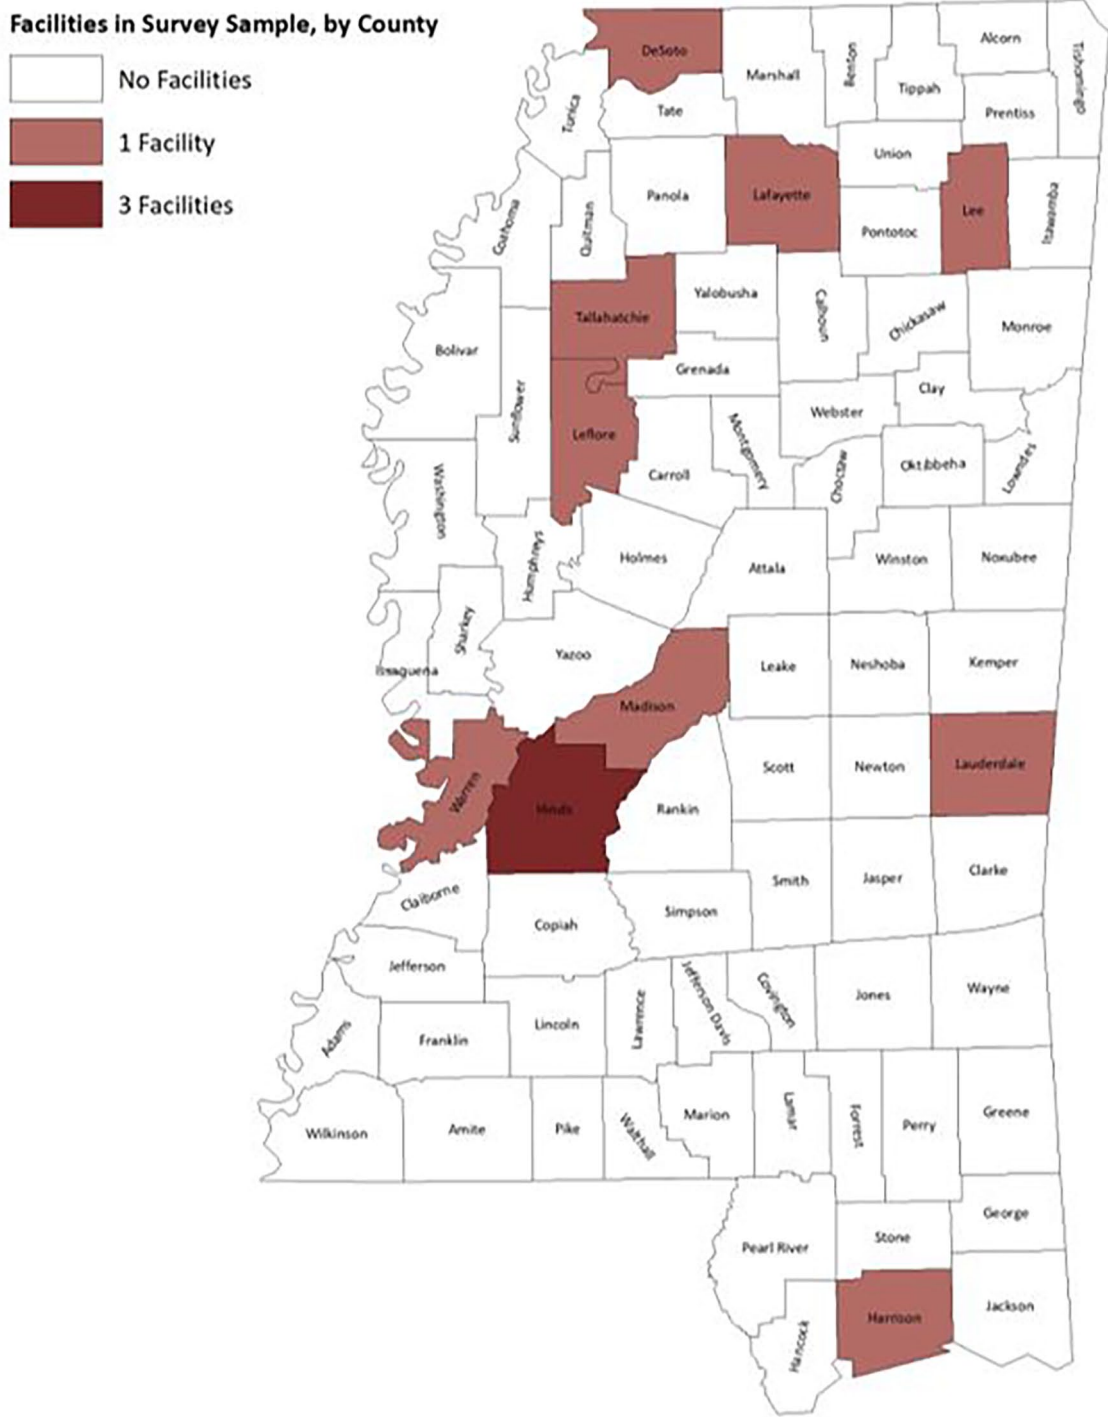 Facilities in Survey Sample, by County
No Facilities
1 Facility
3 Facilities
DeSoto
Marshall
Benton
Tippah
Alcorn
Tishomingo
Prentiss
Tunica
Tate
Union
Panola
Lafayette
Lee
Itawamba
Coahoma
Quitman
Pontotoc
Tallahatchie
Yalobusha
Calhoun
Chickasaw
Monroe
Bolivar
Sunflower
Grenada
Clay
Webster
Leflore
Montgomery
Carroll
Choctaw
Oktibbeha
Lowndes
Washington
Humphreys
Holmes
Attala
Winston
Noxubee
Sharkey
Issaquena
Yazoo
Leake
Neshoba
Kemper
Madison
Warren
Hinds
Rankin
Scott
Newton
Lauderdale
Claiborne
Copiah
Simpson
Smith
Jasper
Clarke
Jefferson
Adams
Franklin
Lincoln
Lawrence
Jefferson Davis
Covington
Jones
Wayne
Wilkinson
Amite
Pike
Walthall
Marion
Lamar
Forrest
Perry
Greene
George
Pearl River
Stone
Hancock
Harrison
Jackson